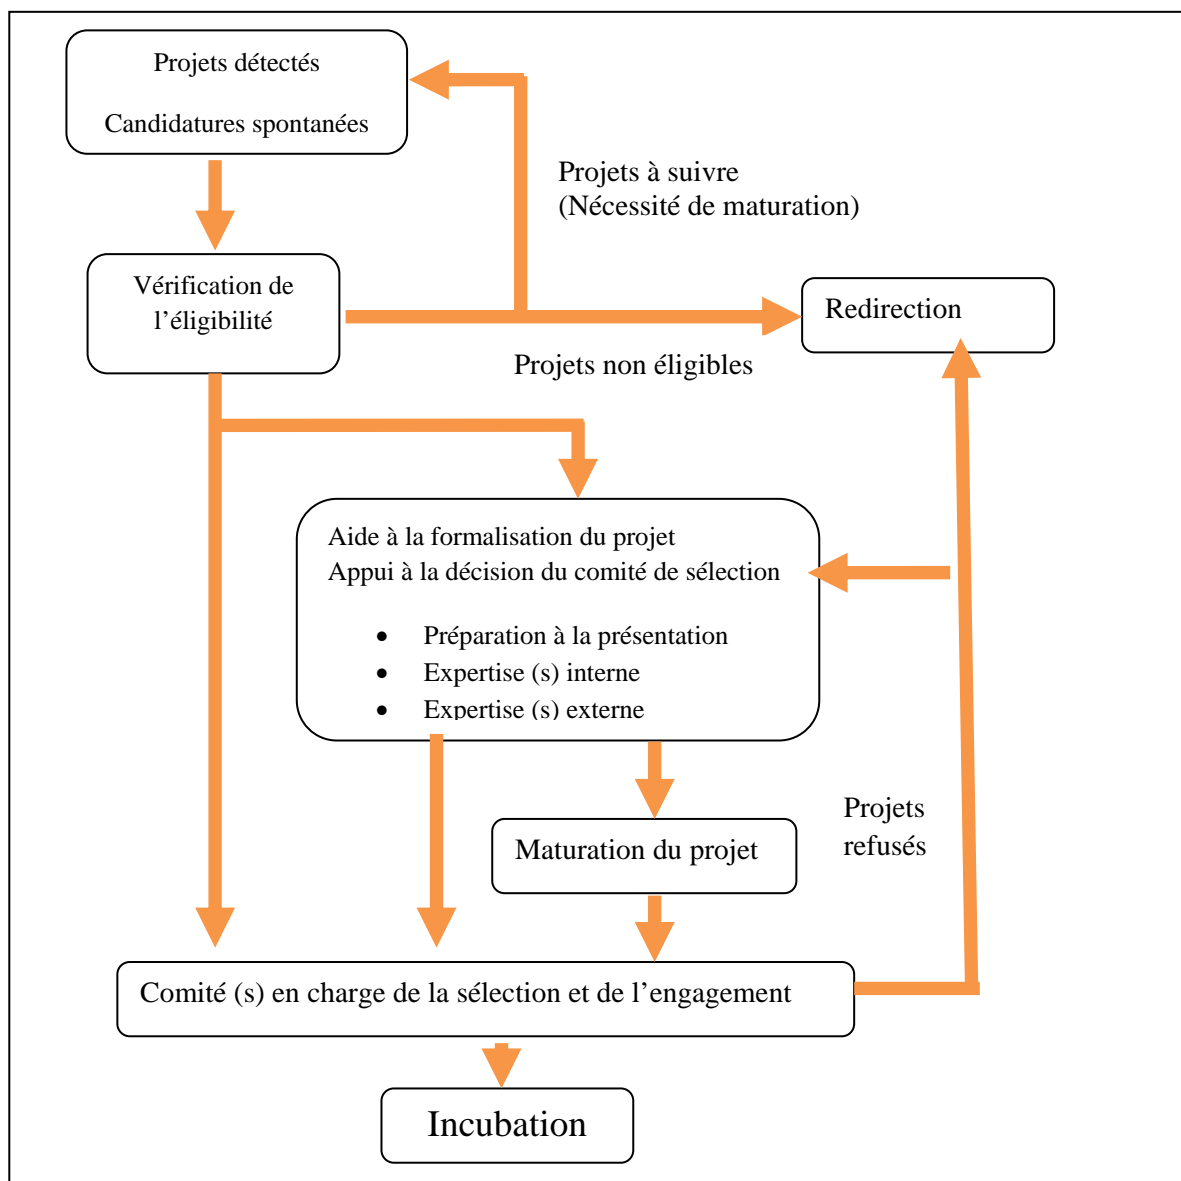 Projets détectés
Candidatures spontanées
Projets à suivre
(Nécessité de maturation)
Vérification de
l’éligibilité
Redirection
Projets non éligibles
Aide à la formalisation du projet
Appui à la décision du comité de sélection
• Préparation à la présentation
• Expertise (s) interne
• Expertise (s) externe
Projets
refusés
Maturation du projet
Comité (s) en charge de la sélection et de l’engagement
Incubation